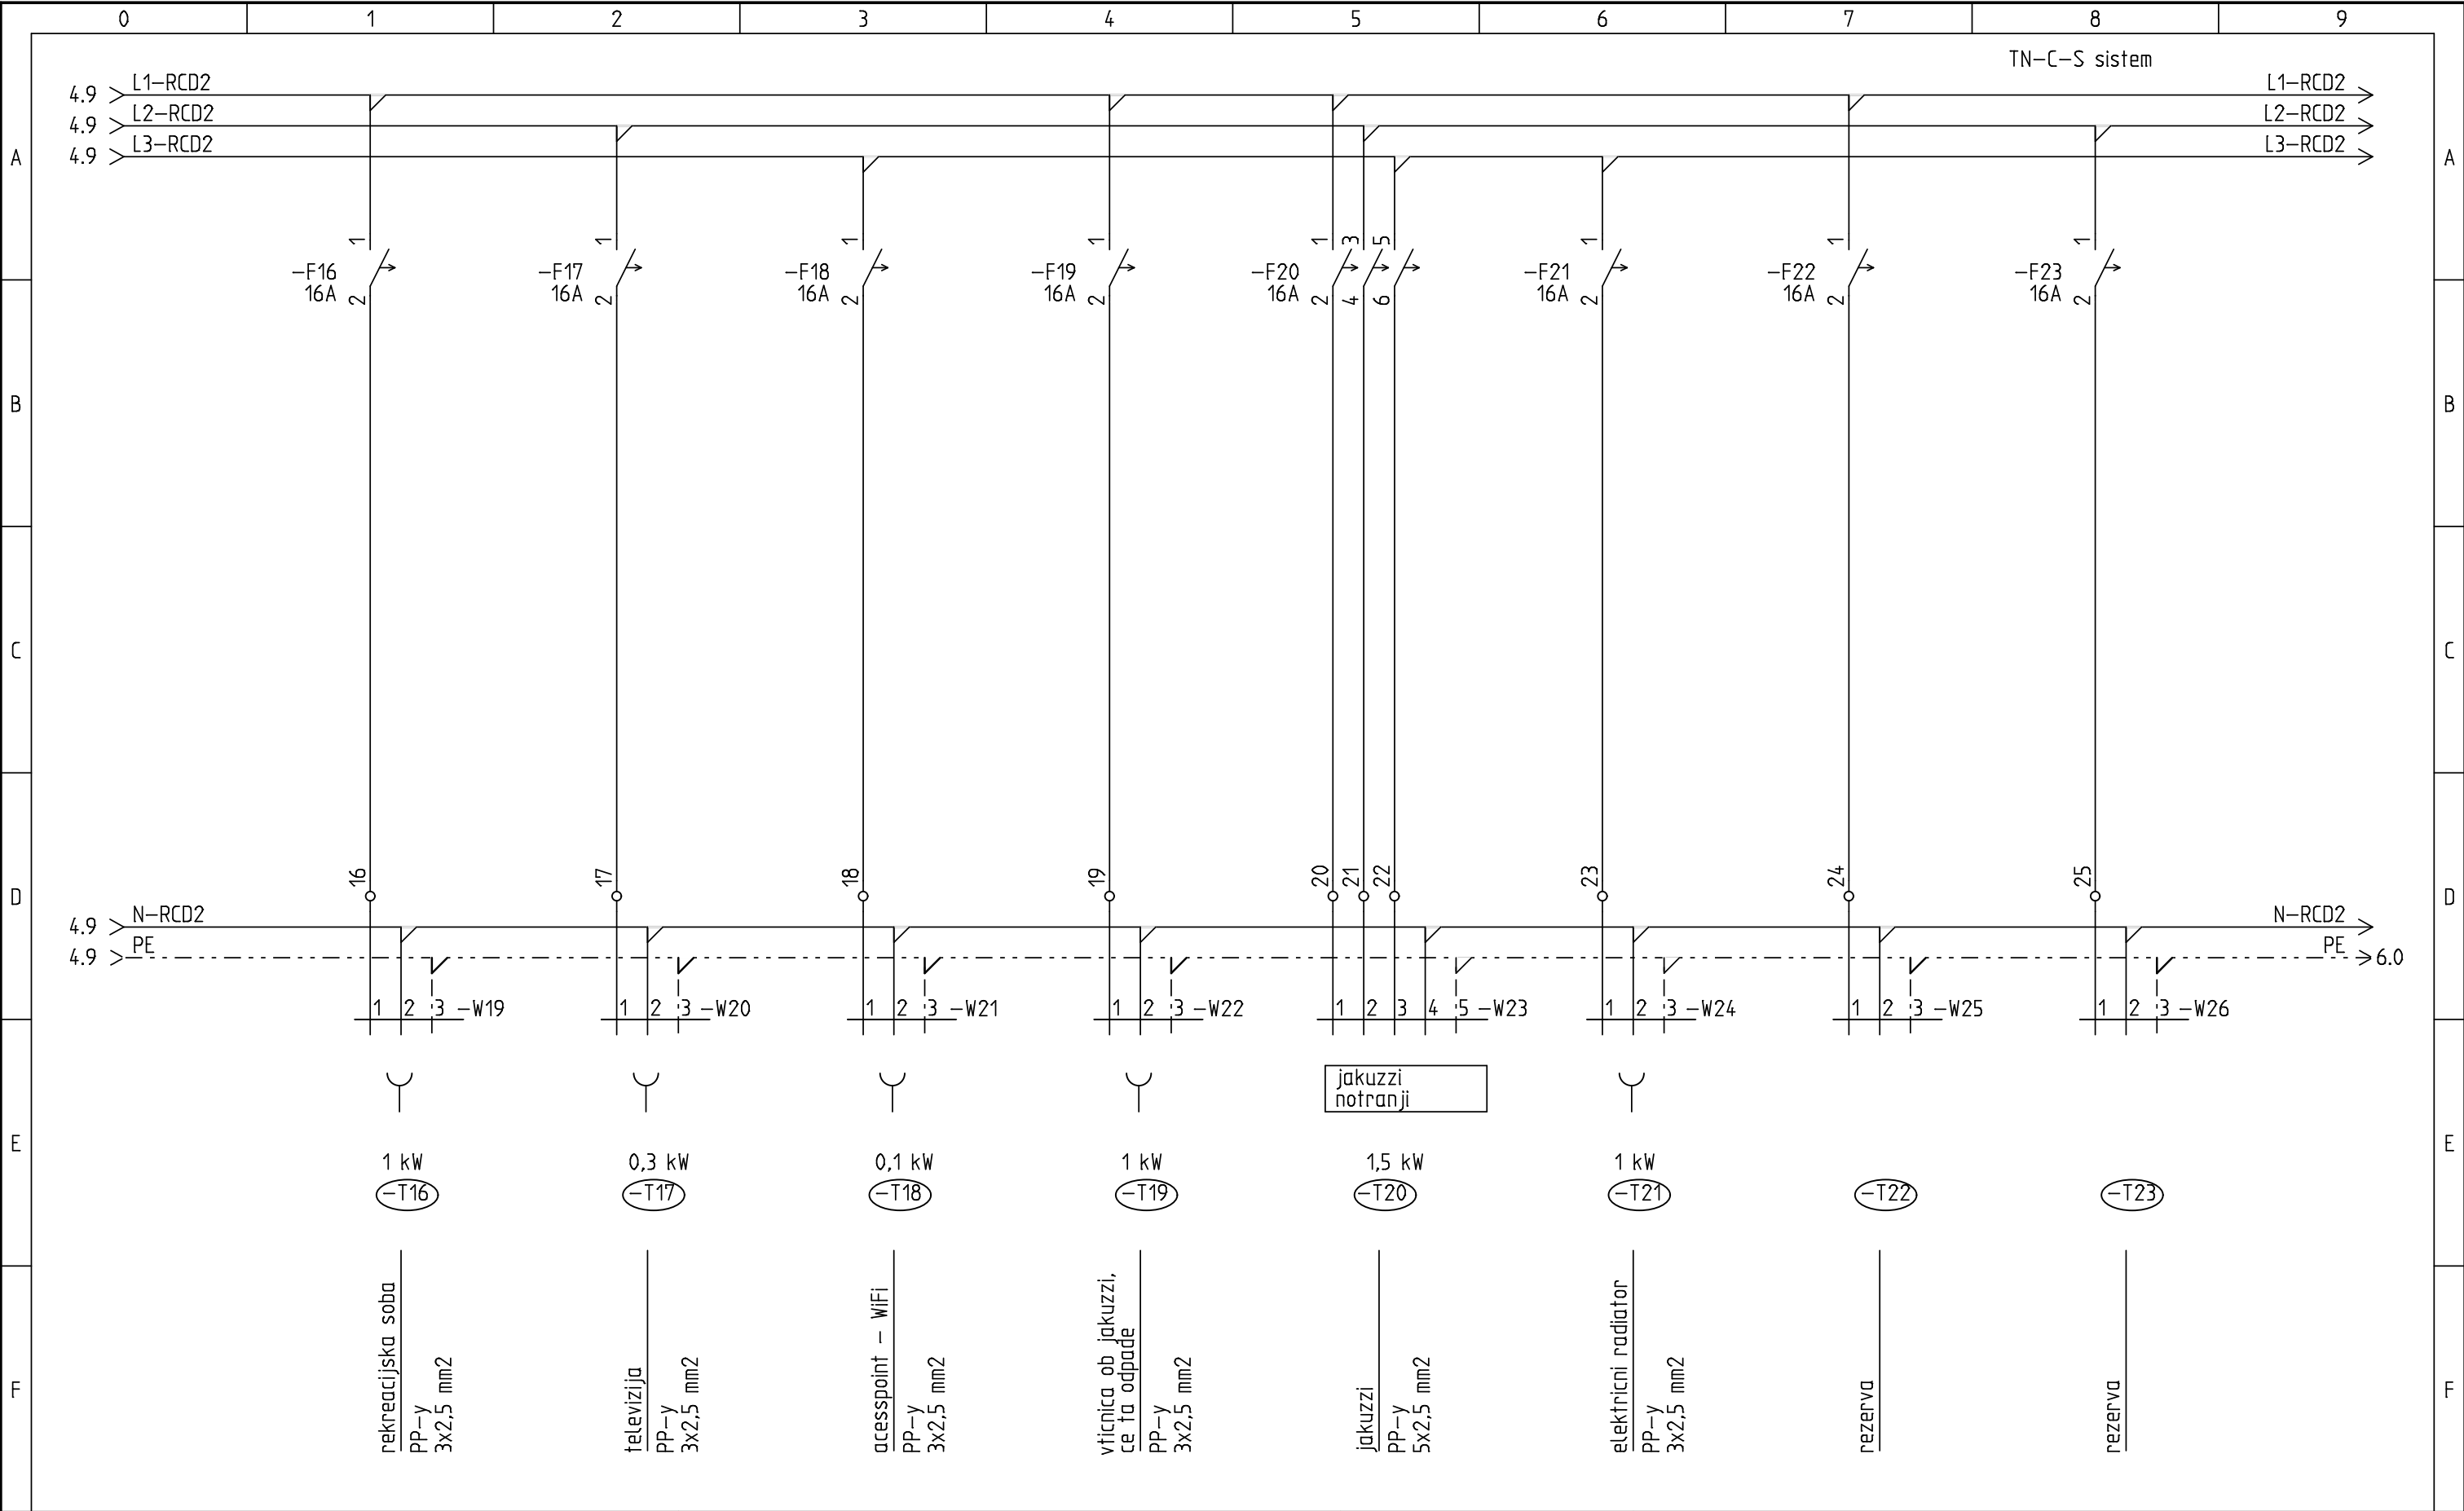 0 1 2 3 4 5 6 7 8 9
TN-C-S sistem
4.9 L1-RCD2 L1-RCD2
4.9 L2-RCD2 L2-RCD2
4.9 L3-RCD2 L3-RCD2
A A
1 1 1 1 1 3 5 1 1 1
-F16 -F17 -F18 -F19 -F20 -F21 -F22 -F23
16A 16A 16A 16A 16A 16A 16A 16A
2 2 2 2 2 4 6 2 2 2
B B
C C
16 17 18 19 20 21 22 23 24 25
D D
4.9 N-RCD2 N-RCD2
4.9 PE PE 6.0
1 2 3 -W19 1 2 3 -W20 1 2 3 -W21 1 2 3 -W22 1 2 3 4 5 -W23 1 2 3 -W24 1 2 3 -W25 1 2 3 -W26
jakuzzi
notranji
E E
1 kW 0,3 kW 0,1 kW 1 kW 1,5 kW 1 kW
-T16 -T17 -T18 -T19 -T20 -T21 -T22 -T23
F F
rekreacijska soba
PP-y
3x2,5 mm2
televizija
PP-y
3x2,5 mm2
acesspoint - WiFi
PP-y
3x2,5 mm2
vticnica ob jakuzzi,
ce ta odpade
PP-y
3x2,5 mm2
jakuzzi
PP-y
5x2,5 mm2
elektricni radiator
PP-y
3x2,5 mm2
rezerva
rezerva